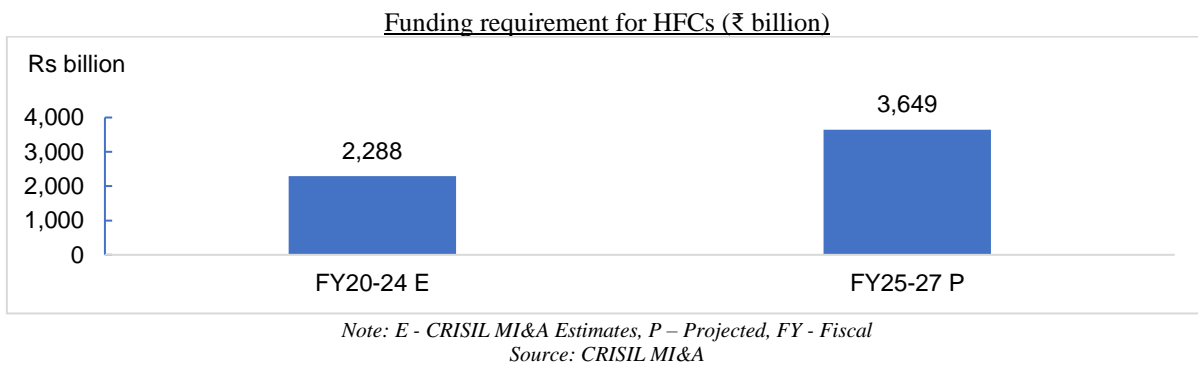 Funding requirement for HFCs (₹ billion)
Rs billion
4,000
3,000
2,000
1,000
0
2,288
3,649
FY20-24 E
FY25-27 P
Note: E - CRISIL MI&A Estimates, P – Projected, FY - Fiscal
Source: CRISIL MI&A